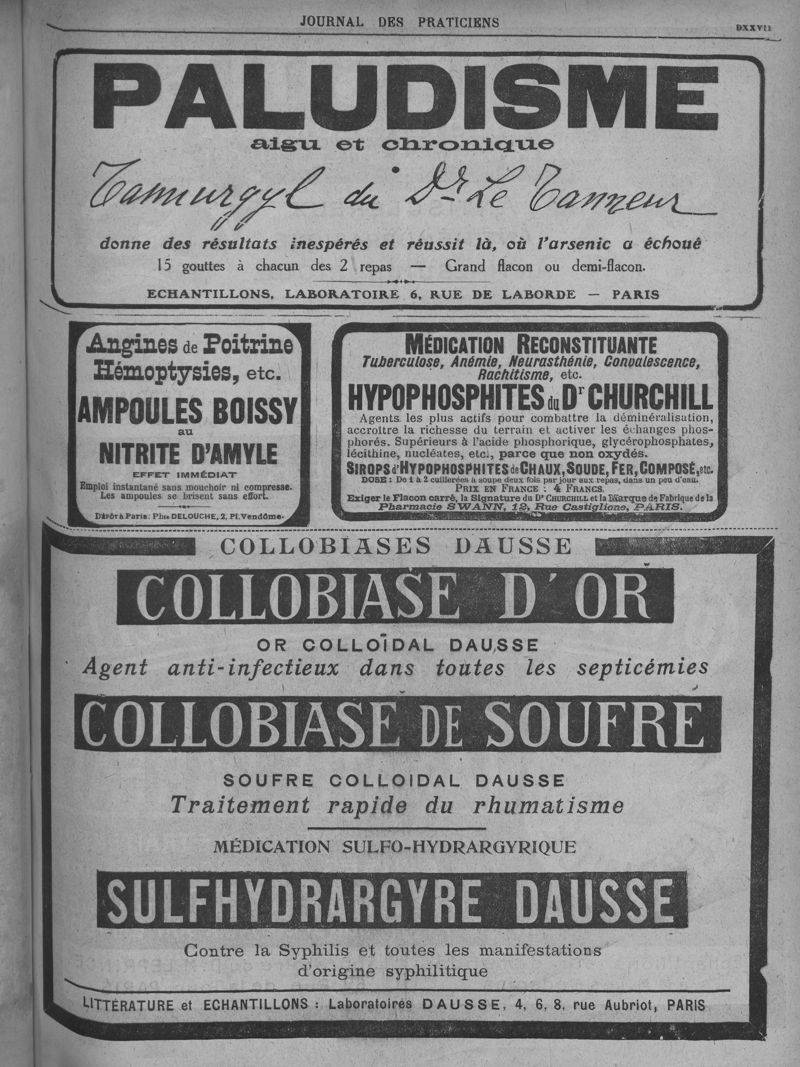 JOURNAL DES PRATICIENS
DXXVII
PALUDISME
aigu et chronique
Tannurgyl du Dr Le Tanneur
donne des résultats inespérés et réussit là, où l'arsenic a échoué
15 gouttes à chacun des 2 repas — Grand flacon ou demi-flacon.
ECHANTILLONS, LABORATOIRE 6, RUE DE LABORDE — PARIS
Angines de Poitrine
Hémoptysies, etc.
AMPOULES BOISSY
au
NITRITE D'AMYLE
EFFET IMMÉDIAT
Emploi instantané sans mouchoir ni compresse.
Les ampoules se brisent sans effort.
Dépôt à Paris: Phie DELOUCHE, 2, Pl. Vendôme.
MÉDICATION RECONSTITUANTE
Tuberculose, Anémie, Neurasthénie, Convalescence,
Rachitisme, etc.
HYPOPHOSPHITES du Dr CHURCHILL
Agents les plus actifs pour combattre la déminéralisation,
accroître la richesse du terrain et activer les échanges phos-
phorés. Supérieurs à l'acide phosphorique, glycérophosphates,
lécithine, nucléates, etc., parce que non oxydés.
SIROPS d'HYPOPHOSPHITES de CHAUX, SOUDE, FER, COMPOSÉ, etc.
DOSE : De 1 à 2 cuillerées à soupe deux fois par jour aux repas, dans un peu d'eau.
PRIX EN FRANCE : 4 FRANCS.
Exiger le Flacon carré, la Signature du Dr CHURCHILL et la Marque de Fabrique de la
Pharmacie SWANN, 12, Rue Castiglione, PARIS.
COLLOBIASES DAUSSE
COLLOBIASE D'OR
OR COLLOÏDAL DAUSSE
Agent anti-infectieux dans toutes les septicémies
COLLOBIASE DE SOUFRE
SOUFRE COLLOIDAL DAUSSE
Traitement rapide du rhumatisme
MÉDICATION SULFO-HYDRARGYRIQUE
SULFHYDRARGYRE DAUSSE
Contre la Syphilis et toutes les manifestations
d'origine syphilitique
LITTÉRATURE et ECHANTILLONS : Laboratoires DAUSSE, 4, 6, 8, rue Aubriot, PARIS